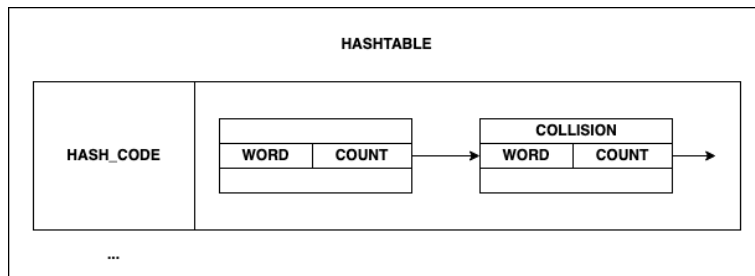 HASHTABLE
COLLISION
HASH_CODE WORD COUNT WORD COUNT
...